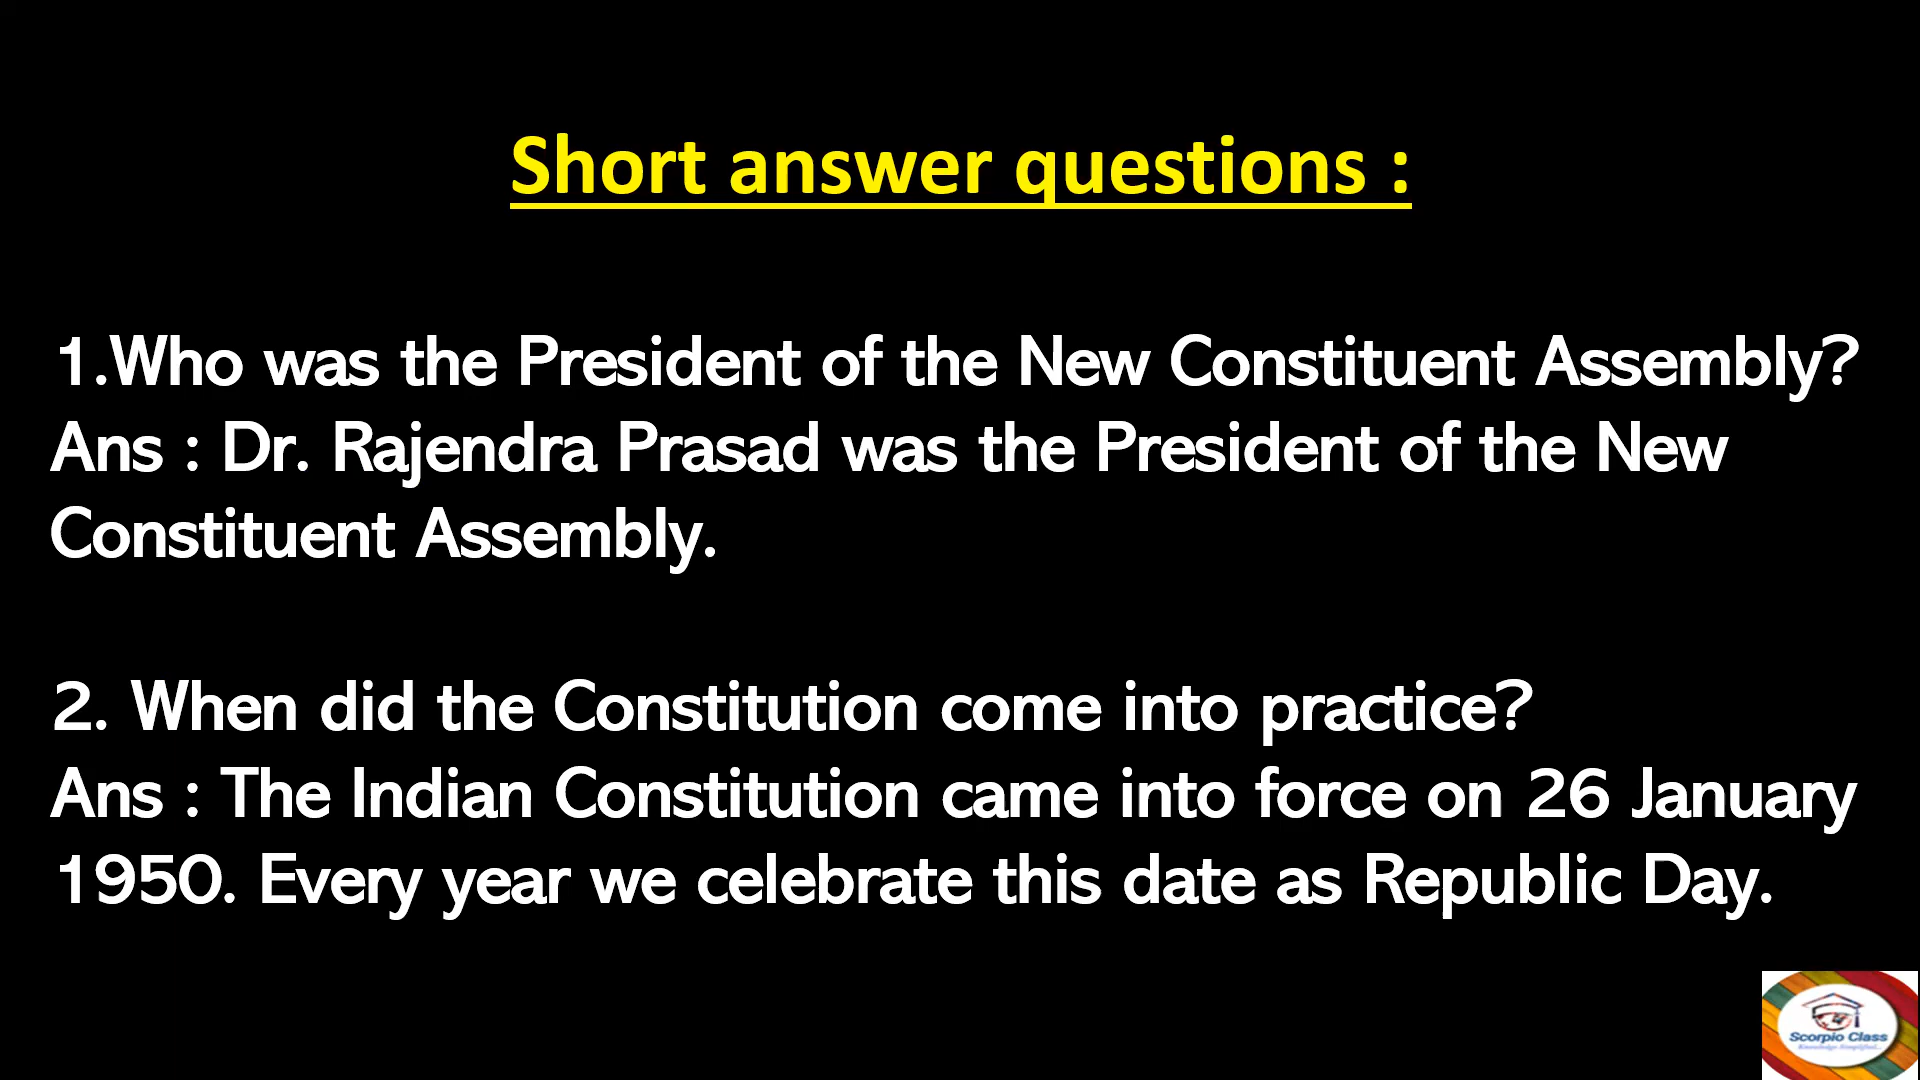 Short answer questions :
1.Who was the President of the New Constituent Assembly?
Ans : Dr. Rajendra Prasad was the President of the New
Constituent Assembly.
2. When did the Constitution come into practice?
Ans : The Indian Constitution came into force on 26 January
1950. Every year we celebrate this date as Republic Day.
Scorpio Class